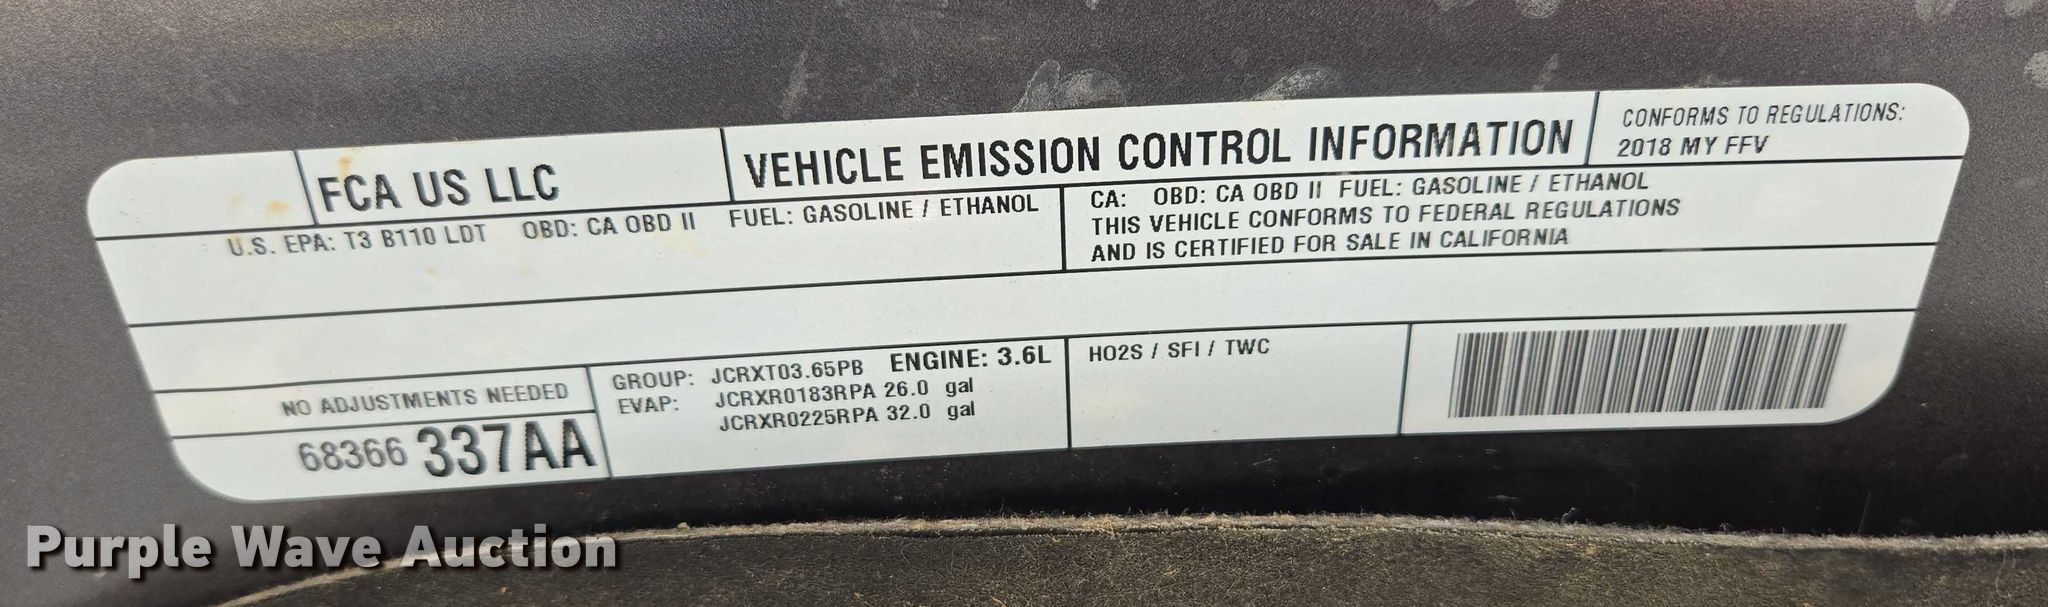 FCA US LLC
VEHICLE EMISSION CONTROL INFORMATION
CONFORMS TO REGULATIONS:
2018 MY FFV
U.S. EPA: T3 B110 LDT OBD: CA OBD II FUEL: GASOLINE / ETHANOL
CA: OBD: CA OBD II FUEL: GASOLINE / ETHANOL
THIS VEHICLE CONFORMS TO FEDERAL REGULATIONS
AND IS CERTIFIED FOR SALE IN CALIFORNIA
NO ADJUSTMENTS NEEDED
68366 337AA
GROUP: JCRXT03.65PB ENGINE: 3.6L
EVAP: JCRXR0183RPA 26.0 gal
JCRXR0225RPA 32.0 gal
HO2S / SFI / TWC
Purple Wave Auction